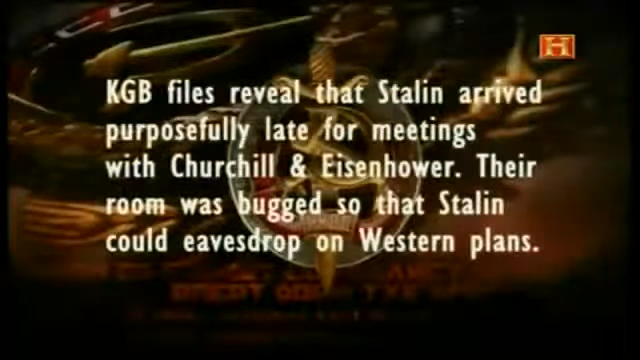 H
KGB files reveal that Stalin arrived
purposefully late for meetings
with Churchill & Eisenhower. Their
room was bugged so that Stalin
could eavesdrop on Western plans.